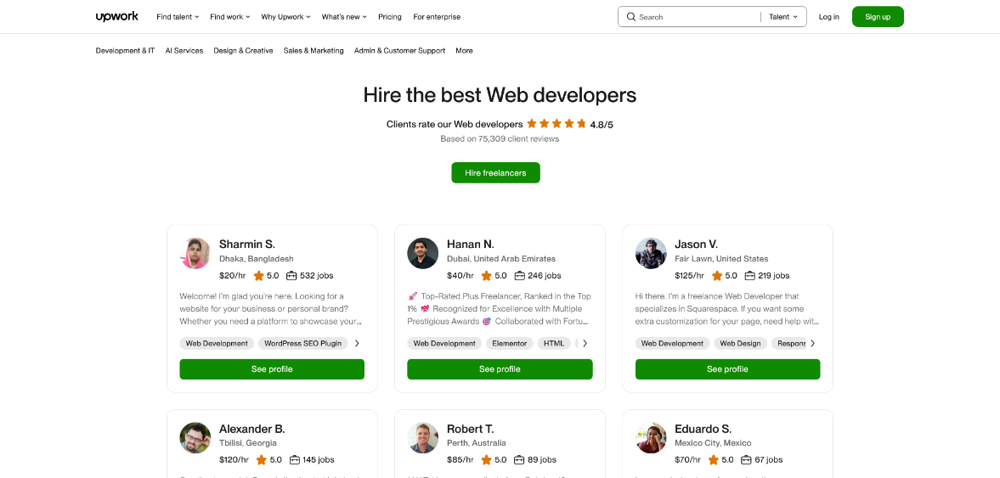 upwork Find talent Find work Why Upwork What's new Pricing For enterprise Search Talent Log in Sign up
Development & IT AI Services Design & Creative Sales & Marketing Admin & Customer Support More
Hire the best Web developers
Clients rate our Web developers 4.8/5
Based on 75,309 client reviews
Hire freelancers
Sharmin S.
Dhaka, Bangladesh
$20/hr 5.0 532 jobs
Welcome! I'm glad you're here. Looking for a
website for your business or personal brand?
Whether you need a platform to showcase your...
Web Development WordPress SEO Plugin
See profile
Hanan N.
Dubai, United Arab Emirates
$40/hr 5.0 246 jobs
🚀 Top-Rated Plus Freelancer, Ranked in the Top
1% 💯 Recognized for Excellence with Multiple
Prestigious Awards 🎯 Collaborated with Fortu...
Web Development Elementor HTML
See profile
Jason V.
Fair Lawn, United States
$125/hr 5.0 219 jobs
Hi there. I'm a freelance Web Developer that
specializes in Squarespace. If you want some
extra customization for your page, need help wit...
Web Development Web Design Respons
See profile
Alexander B.
Tbilisi, Georgia
$120/hr 5.0 145 jobs
Robert T.
Perth, Australia
$85/hr 5.0 89 jobs
Eduardo S.
Mexico City, Mexico
$70/hr 5.0 67 jobs